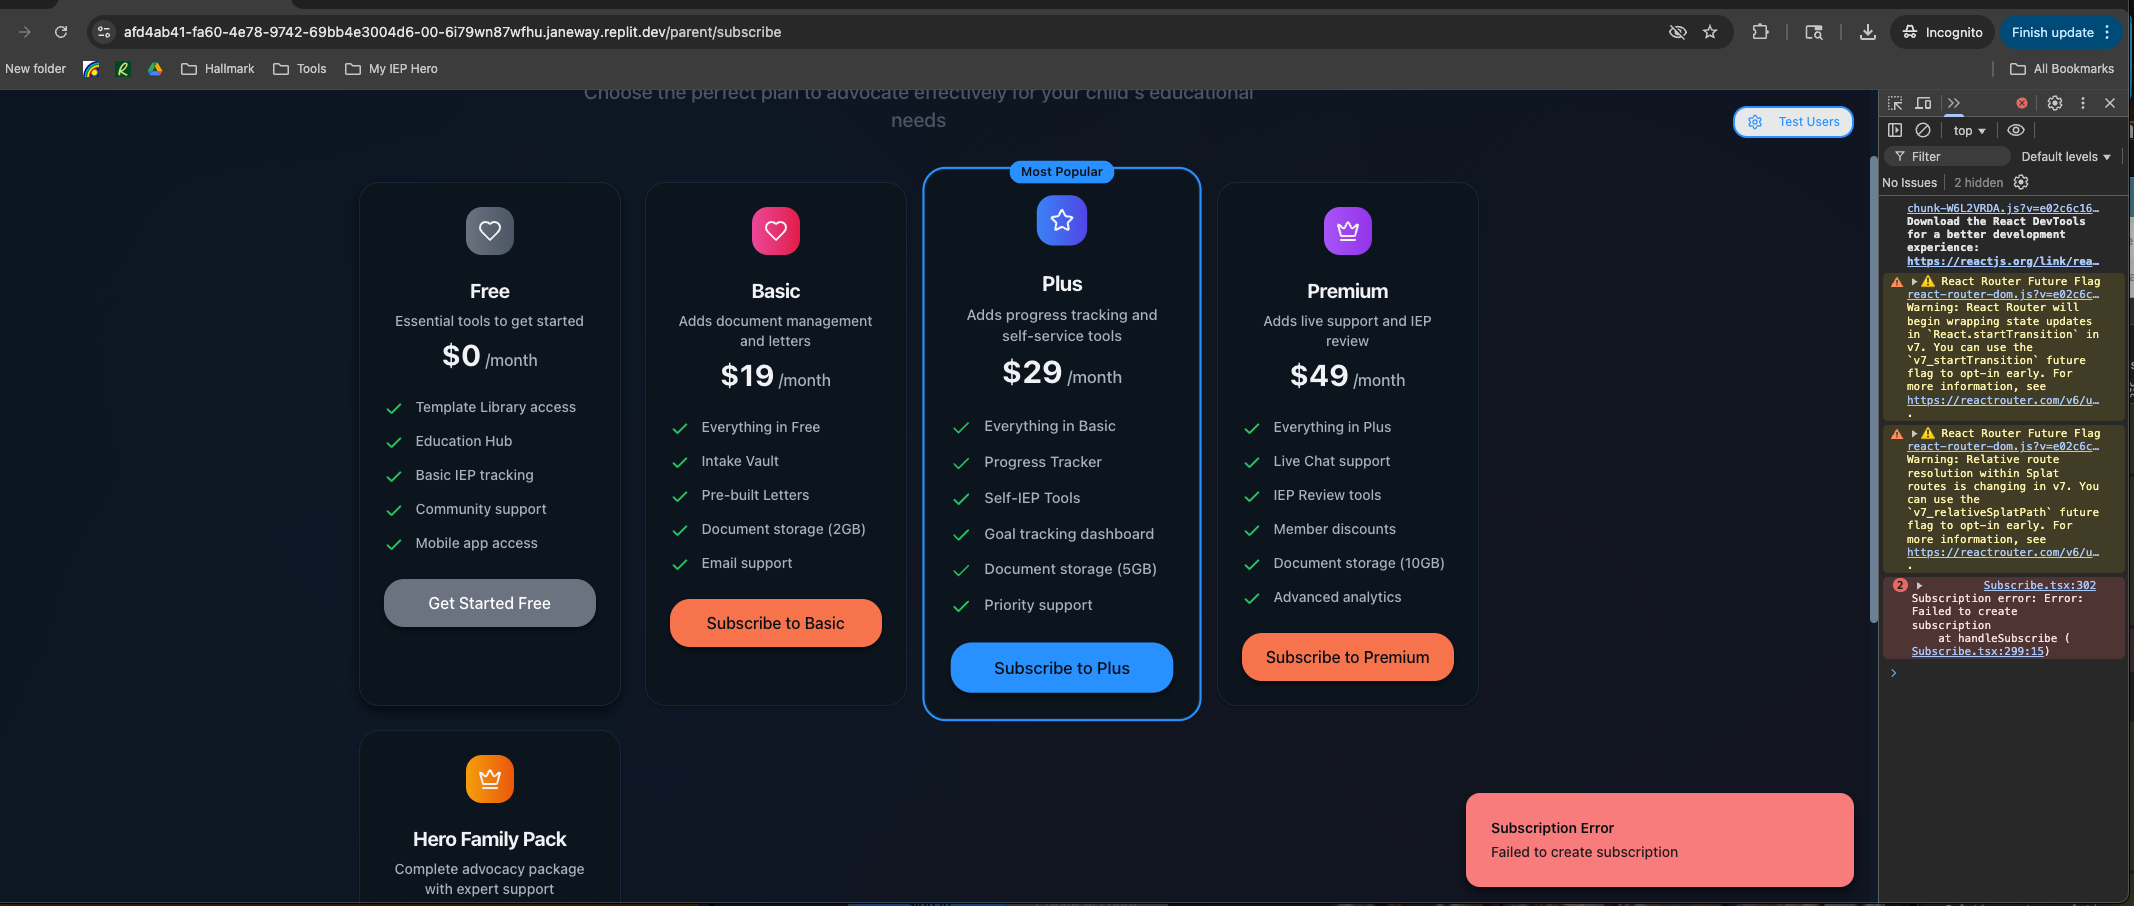 afd4ab41-fa60-4e78-9742-69bb4e3004d6-00-6i79wn87wfhu.janeway.replit.dev/parent/subscribe
Incognito
Finish update
New folder
Hallmark
Tools
My IEP Hero
All Bookmarks
Choose the perfect plan to advocate effectively for your child's educational
needs
Test Users
Most Popular
Free
Essential tools to get started
$0 /month
Template Library access
Education Hub
Basic IEP tracking
Community support
Mobile app access
Get Started Free
Basic
Adds document management
and letters
$19 /month
Everything in Free
Intake Vault
Pre-built Letters
Document storage (2GB)
Email support
Subscribe to Basic
Plus
Adds progress tracking and
self-service tools
$29 /month
Everything in Basic
Progress Tracker
Self-IEP Tools
Goal tracking dashboard
Document storage (5GB)
Priority support
Subscribe to Plus
Premium
Adds live support and IEP
review
$49 /month
Everything in Plus
Live Chat support
IEP Review tools
Member discounts
Document storage (10GB)
Advanced analytics
Subscribe to Premium
Hero Family Pack
Complete advocacy package
with expert support
Subscription Error
Failed to create subscription
top
Filter
Default levels
No Issues
2 hidden
chunk-W6L2VRDA.js?v=e02c6c16…
Download the React DevTools
for a better development
experience:
https://reactjs.org/link/rea…
React Router Future Flag
react-router-dom.js?v=e02c6c…
Warning: React Router will
begin wrapping state updates
in `React.startTransition` in
v7. You can use the
`v7_startTransition` future
flag to opt-in early. For
more information, see
https://reactrouter.com/v6/u…
.
React Router Future Flag
react-router-dom.js?v=e02c6c…
Warning: Relative route
resolution within Splat
routes is changing in v7. You
can use the
`v7_relativeSplatPath` future
flag to opt-in early. For
more information, see
https://reactrouter.com/v6/u…
.
2
Subscribe.tsx:302
Subscription error: Error:
Failed to create
subscription
at handleSubscribe (
Subscribe.tsx:299:15)